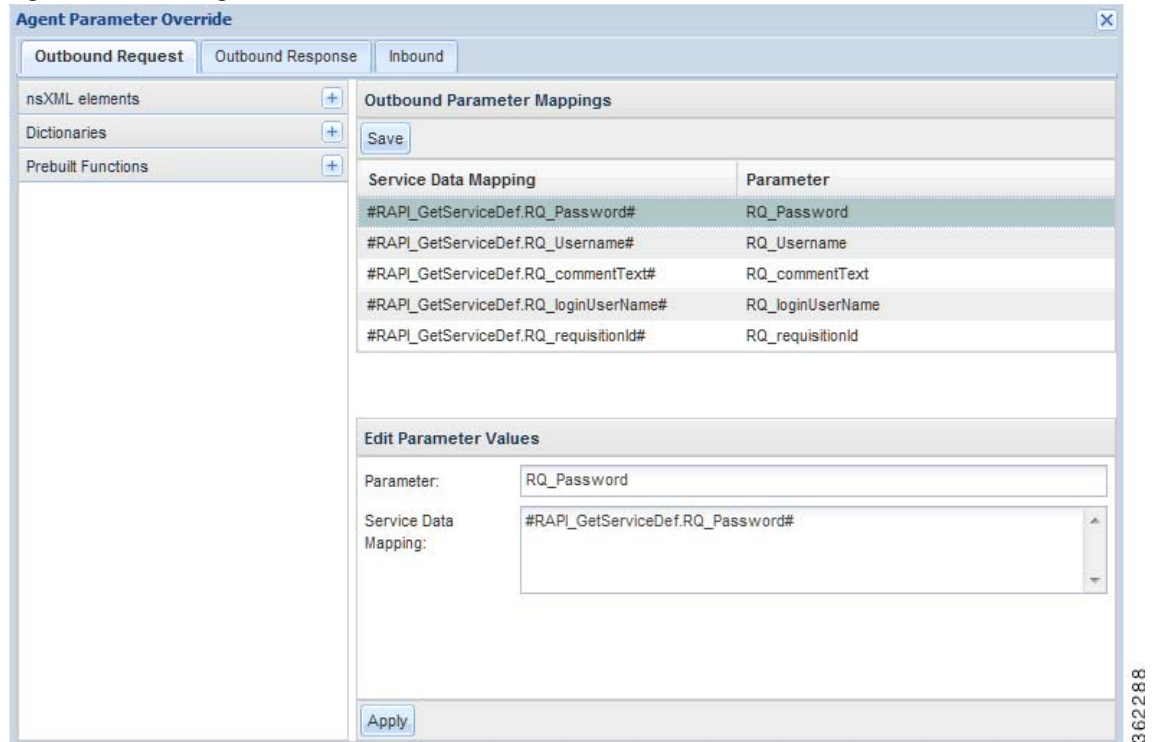 Agent Parameter Override
Outbound Request Outbound Response Inbound
nsXML elements
Dictionaries
Prebuilt Functions
Outbound Parameter Mappings
Save
Service Data Mapping Parameter
#RAPI_GetServiceDef.RQ_Password# RQ_Password
#RAPI_GetServiceDef.RQ_Username# RQ_Username
#RAPI_GetServiceDef.RQ_commentText# RQ_commentText
#RAPI_GetServiceDef.RQ_loginUserName# RQ_loginUserName
#RAPI_GetServiceDef.RQ_requisitionId# RQ_requisitionId
Edit Parameter Values
Parameter: RQ_Password
Service Data #RAPI_GetServiceDef.RQ_Password#
Mapping:
Apply
362288